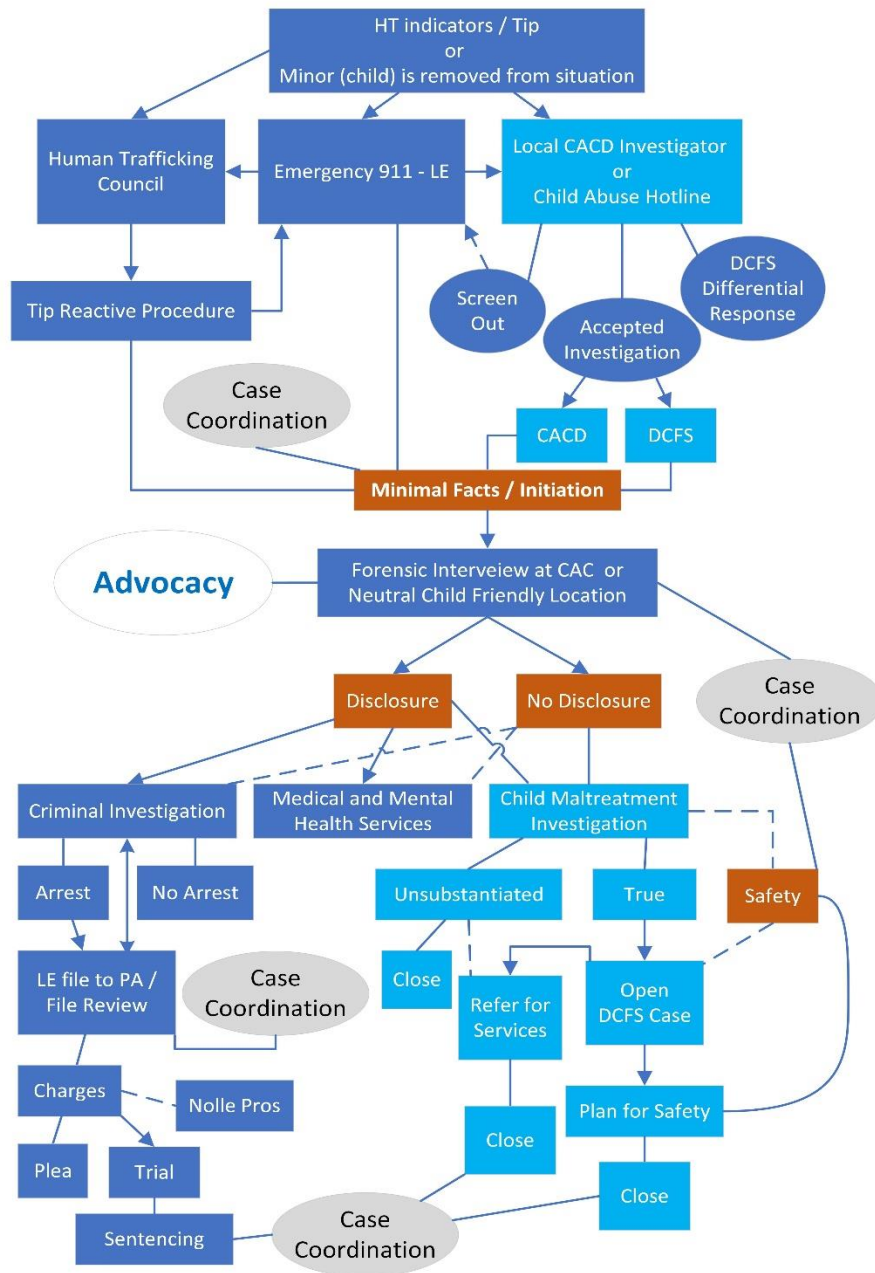 HT indicators / Tip
or
Minor (child) is removed from situation
Human Trafficking
Council
Emergency 911 - LE
Local CACD Investigator
or
Child Abuse Hotline
Tip Reactive Procedure
Screen
Out
Accepted
Investigation
DCFS
Differential
Response
Case
Coordination
CACD
DCFS
Minimal Facts / Initiation
Advocacy
Forensic Interveiew at CAC or
Neutral Child Friendly Location
Disclosure
No Disclosure
Case
Coordination
Criminal Investigation
Medical and Mental
Health Services
Child Maltreatment
Investigation
Arrest
No Arrest
Unsubstantiated
True
Safety
LE file to PA /
File Review
Case
Coordination
Close
Refer for
Services
Open
DCFS Case
Charges
Nolle Pros
Plan for Safety
Plea
Trial
Close
Close
Sentencing
Case
Coordination